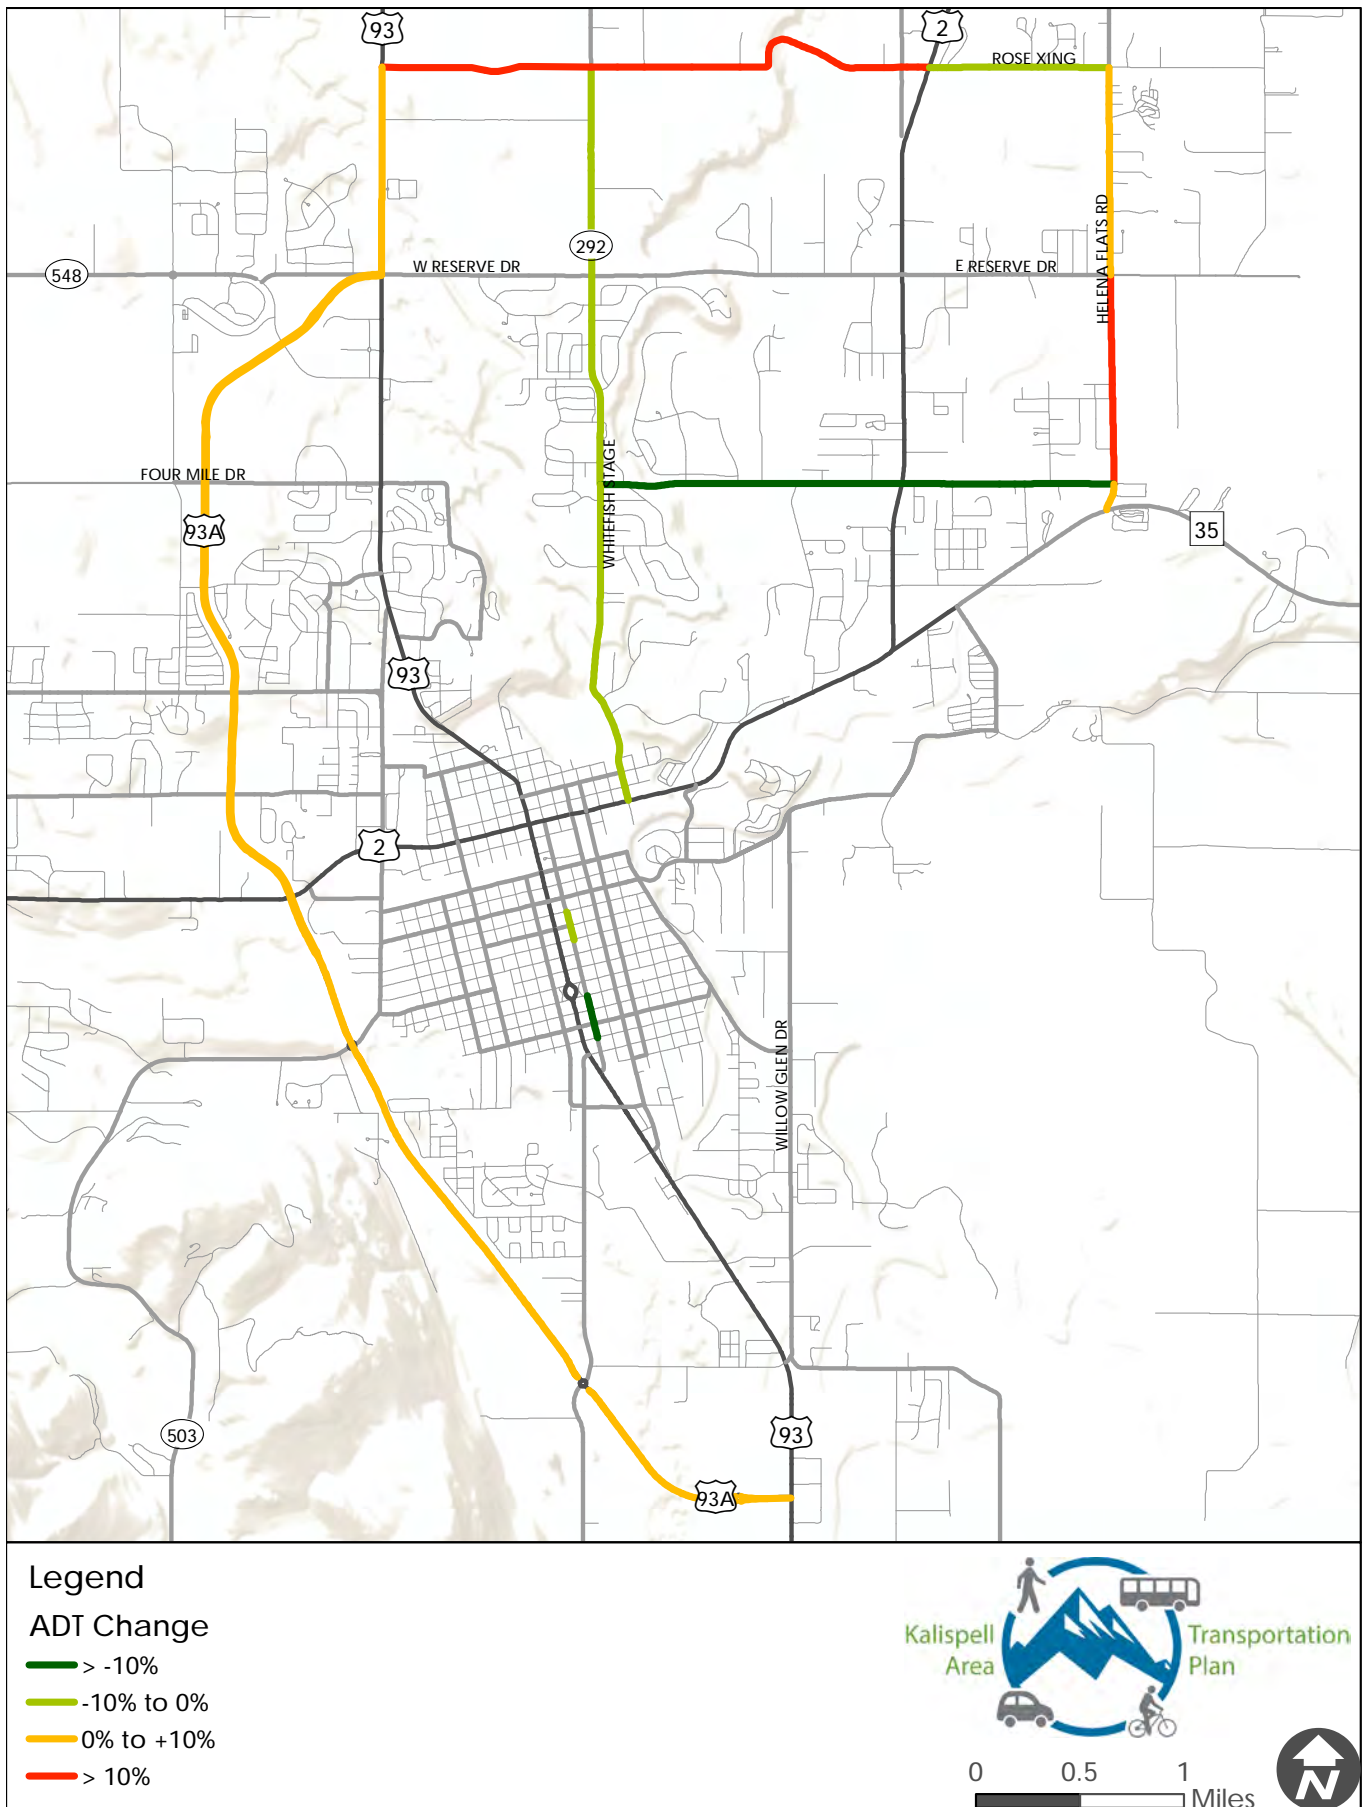 93
2
ROSE XING
HELENA FLATS RD
292
548
W RESERVE DR
E RESERVE DR
FOUR MILE DR
WHITEFISH STAGE
93A
35
93
2
WILLOW GLEN DR
503
93
93A
Legend
ADT Change
> -10%
-10% to 0%
0% to +10%
> 10%
Kalispell
Area
Transportation
Plan
0 0.5 1
Miles
N